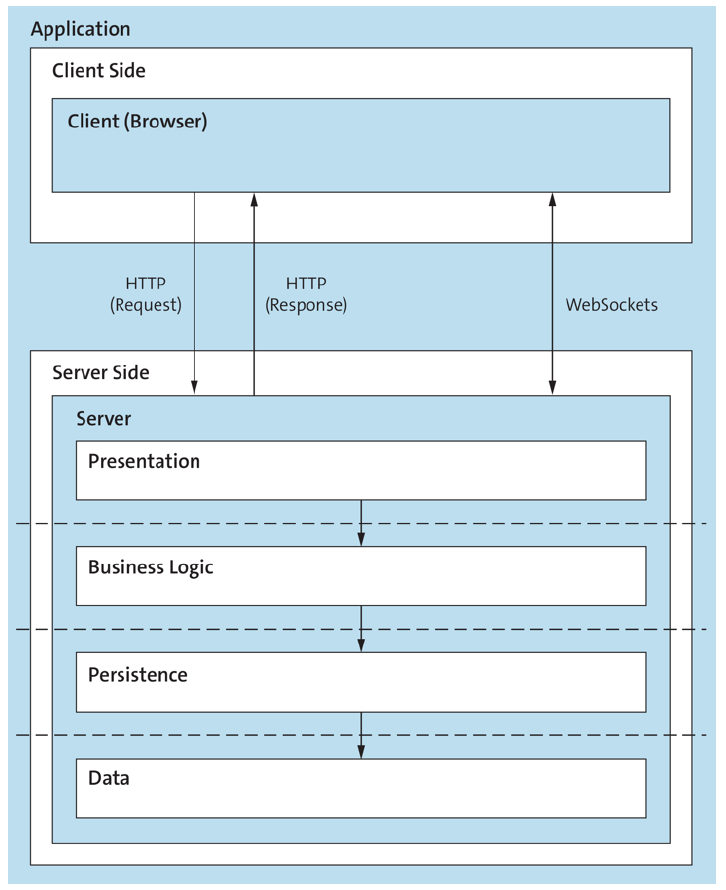 Application
Client Side
Client (Browser)
HTTP
(Request)
HTTP
(Response)
WebSockets
Server Side
Server
Presentation
Business Logic
Persistence
Data